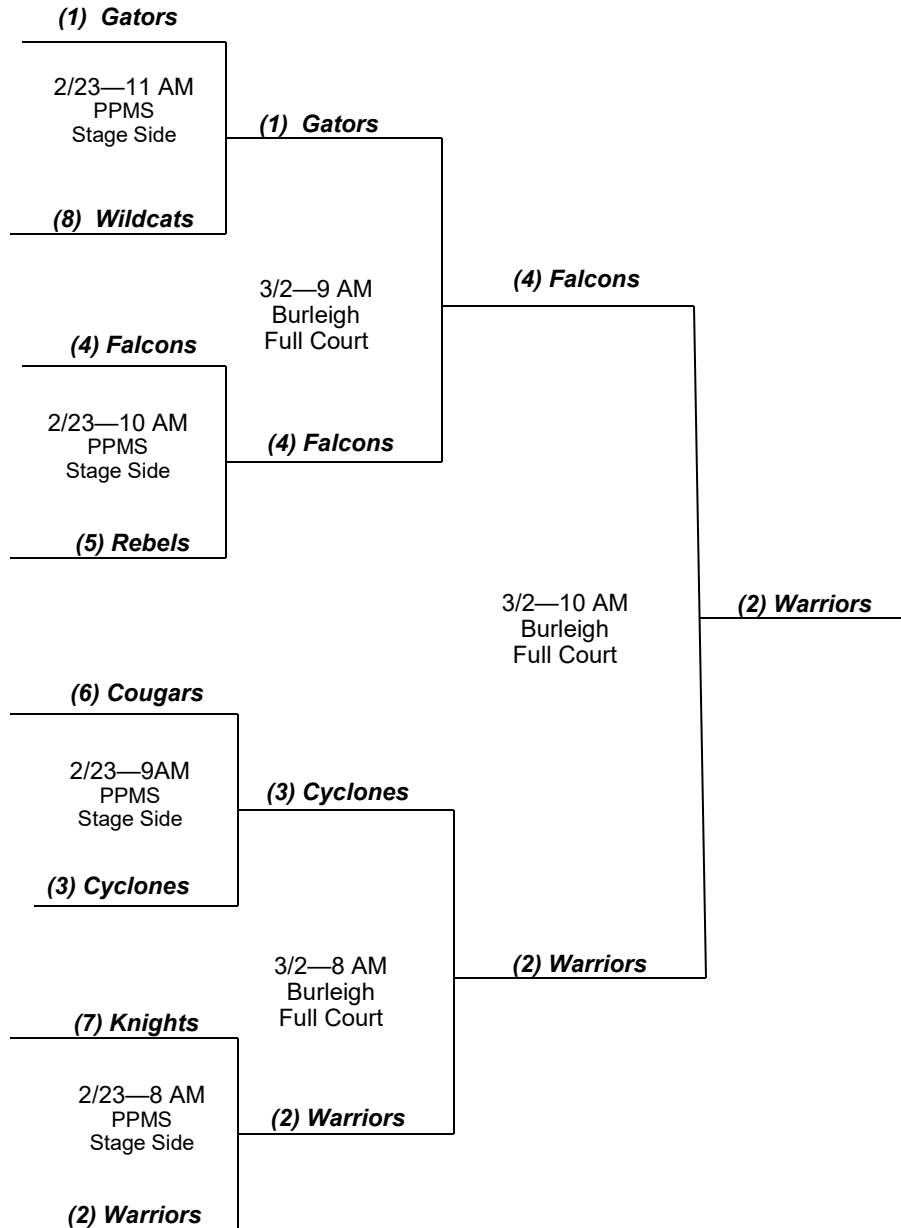 (1) Gators
2/23—11 AM
PPMS
Stage Side
(1) Gators
(8) Wildcats
3/2—9 AM
Burleigh
Full Court
(4) Falcons
(4) Falcons
2/23—10 AM
PPMS
Stage Side
(4) Falcons
(5) Rebels
3/2—10 AM
Burleigh
Full Court
(2) Warriors
(6) Cougars
2/23—9AM
PPMS
Stage Side
(3) Cyclones
(3) Cyclones
3/2—8 AM
Burleigh
Full Court
(2) Warriors
(7) Knights
2/23—8 AM
PPMS
Stage Side
(2) Warriors
(2) Warriors